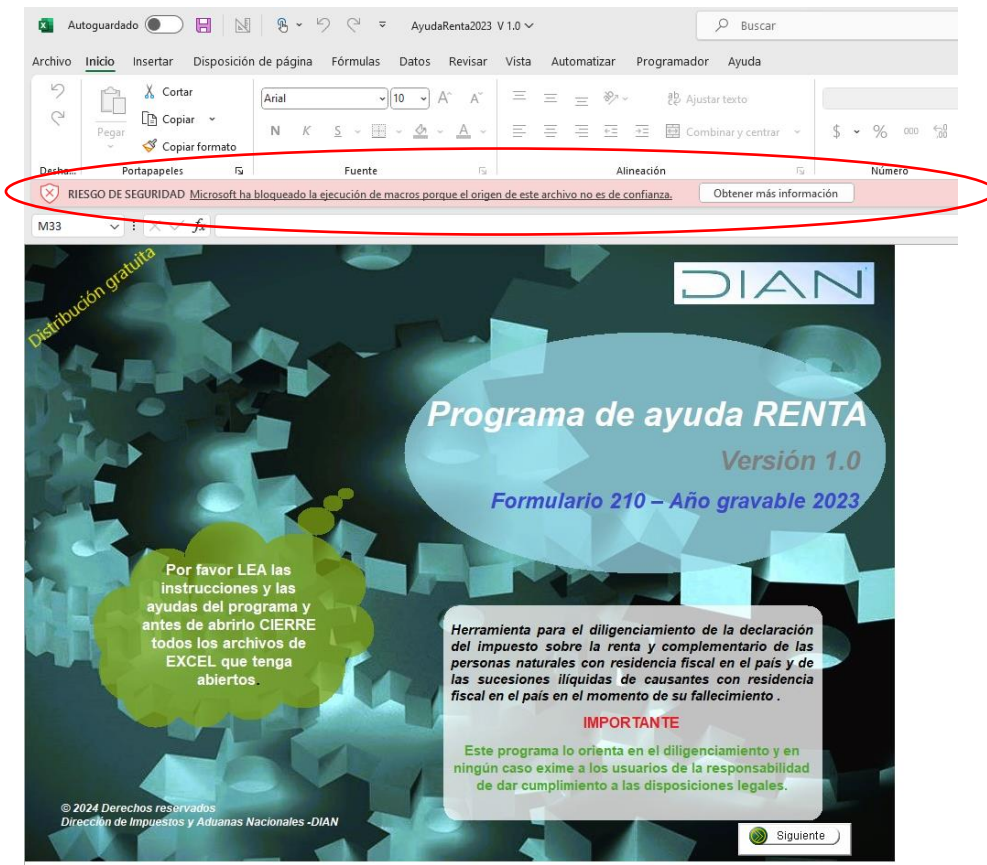 Autoguardado
AyudaRenta2023 V 1.0
Buscar
Archivo Inicio Insertar Disposición de página Fórmulas Datos Revisar Vista Automatizar Programador Ayuda
Pegar
Cortar
Copiar
Copiar formato
Arial 10 A^ A˅
N K S A
ab Ajustar texto
Combinar y centrar
$ % 000
Desha... Portapapeles Fuente Alineación Número
RIESGO DE SEGURIDAD Microsoft ha bloqueado la ejecución de macros porque el origen de este archivo no es de confianza. Obtener más información
M33 fx
Distribución gratuita
DIAN
Programa de ayuda RENTA
Versión 1.0
Formulario 210 – Año gravable 2023
Por favor LEA las
instrucciones y las
ayudas del programa y
antes de abrirlo CIERRE
todos los archivos de
EXCEL que tenga
abiertos.
Herramienta para el diligenciamiento de la declaración
del impuesto sobre la renta y complementario de las
personas naturales con residencia fiscal en el país y de
las sucesiones ilíquidas de causantes con residencia
fiscal en el país en el momento de su fallecimiento .
IMPORTANTE
Este programa lo orienta en el diligenciamiento y en
ningún caso exime a los usuarios de la responsabilidad
de dar cumplimiento a las disposiciones legales.
© 2024 Derechos reservados
Dirección de Impuestos y Aduanas Nacionales -DIAN
Siguiente